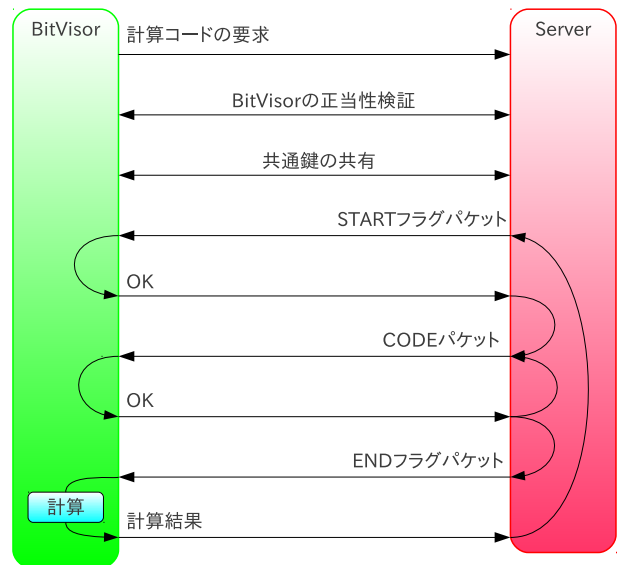 BitVisor
Server
計算コードの要求
BitVisorの正当性検証
共通鍵の共有
STARTフラグパケット
OK
CODEパケット
OK
ENDフラグパケット
計算
計算結果